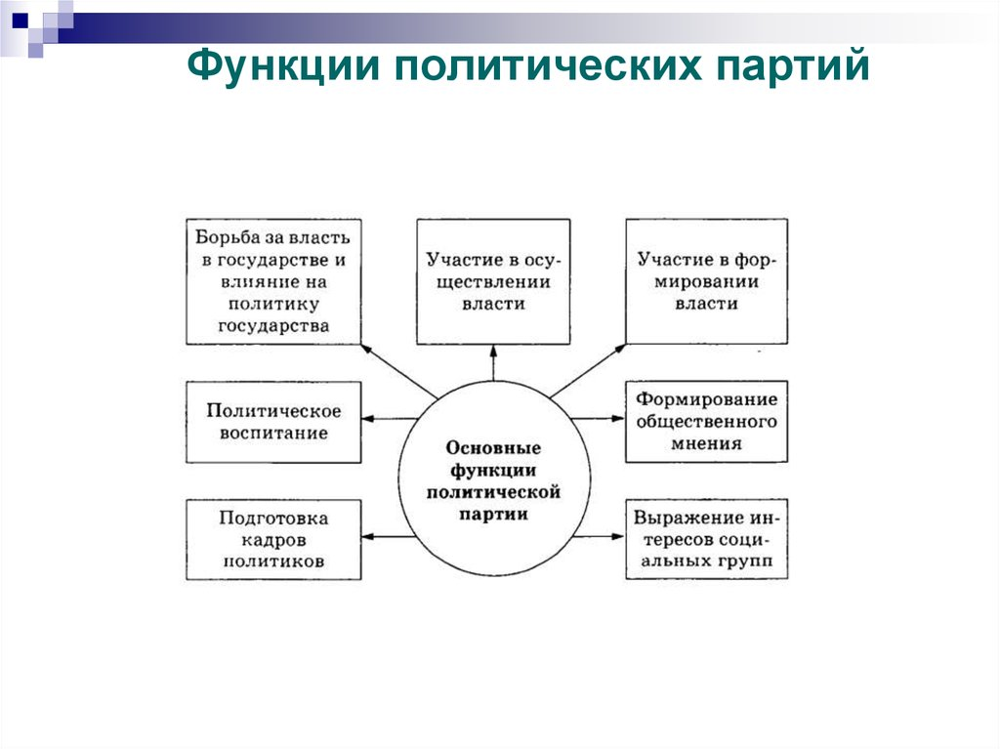 Функции политических партий
Борьба за власть
в государстве и
влияние на
политику
государства
Участие в осу-
ществлении
власти
Участие в фор-
мировании
власти
Политическое
воспитание
Основные
функции
политической
партии
Формирование
общественного
мнения
Подготовка
кадров
политиков
Выражение ин-
тересов соци-
альных групп